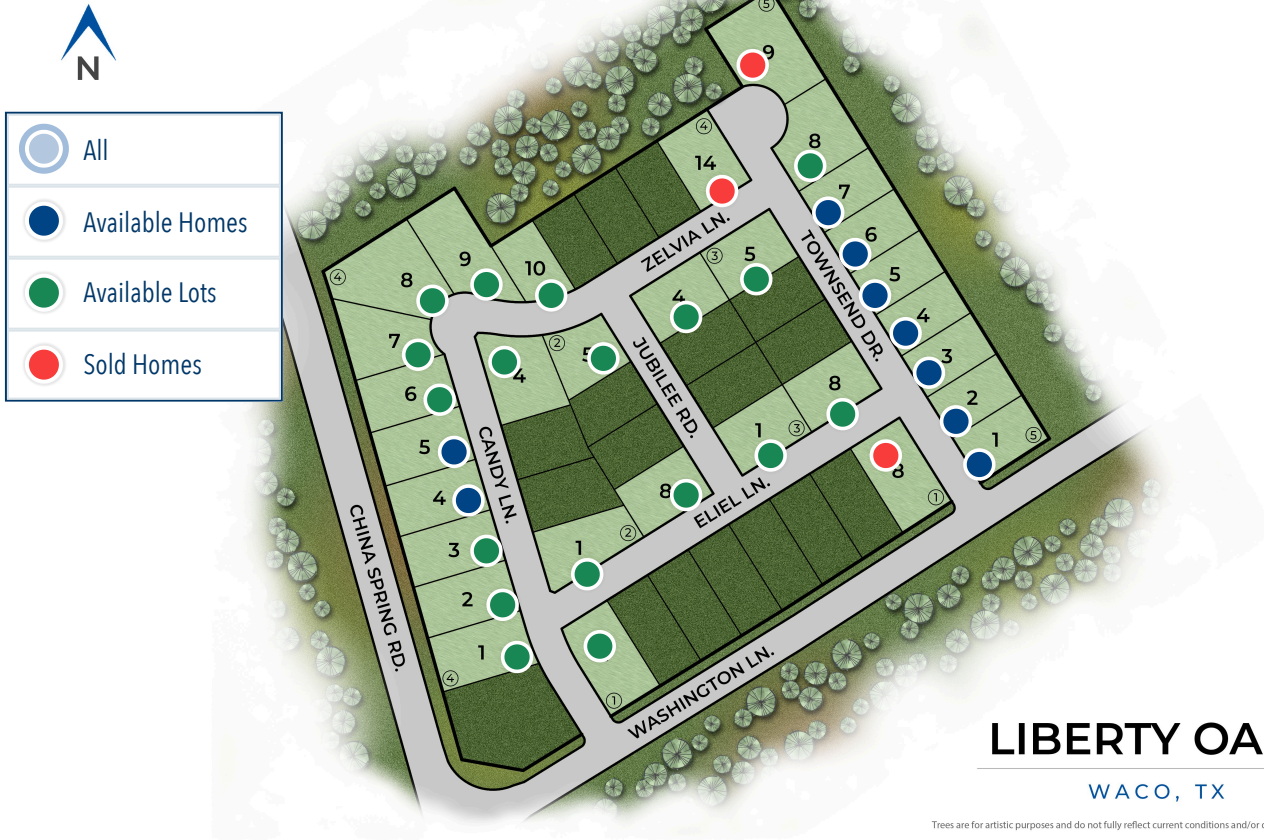 N
All
Available Homes
Available Lots
Sold Homes
5
9
4
14
8
ZELVIA LN.
7
TOWNSEND DR.
6
3
5
5
4
9
10
4
8
4
3
7
2
5
4
JUBILEE RD.
8
2
6
1
5
3
1
5
CANDY LN.
8
4
8
ELIEL LN.
1
CHINA SPRING RD.
2
3
1
2
1
4
1
WASHINGTON LN.
LIBERTY OA
WACO, TX
Trees are for artistic purposes and do not fully reflect current conditions and/or